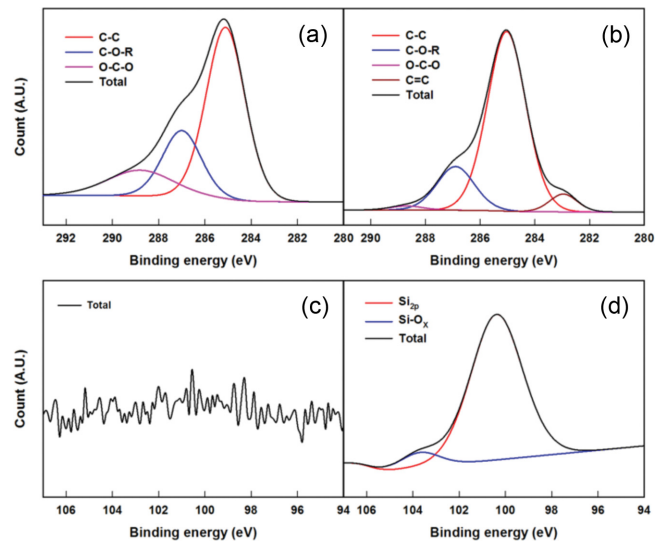 (a)
C-C
C-O-R
O-C-O
Total
Count (A.U.)
292 290 288 286 284 282 280
Binding energy (eV)
(b)
C-C
C-O-R
O-C-O
C=C
Total
290 288 286 284 282 280
Binding energy (eV)
(c)
Total
Count (A.U.)
106 104 102 100 98 96 94
Binding energy (eV)
(d)
Si2p
Si-OX
Total
106 104 102 100 98 96 94
Binding energy (eV)